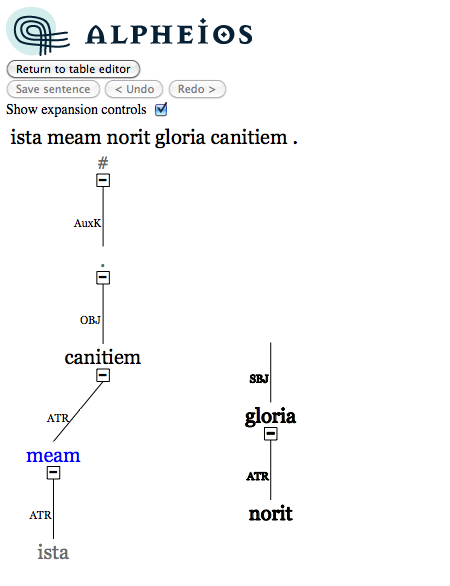 ALPHEIOS
Return to table editor
Save sentence < Undo Redo >
Show expansion controls
ista meam norit gloria canitiem .
#
AuxK
.
OBJ
canitiem
SBJ
gloria
ATR
meam
ATR
norit
ATR
ista